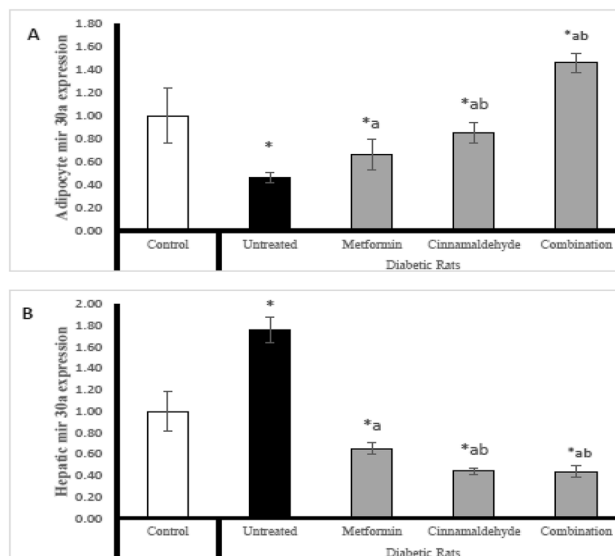 A
Adipocyte mir 30a expression
1.80
1.60
1.40
1.20
1.00
0.80
0.60
0.40
0.20
0.00
*
*a
*ab
*ab
Control
Untreated
Metformin
Cinnamaldehyde
Combination
Diabetic Rats
B
Hepatic mir 30a expression
2.00
1.80
1.60
1.40
1.20
1.00
0.80
0.60
0.40
0.20
0.00
*
*a
*ab
*ab
Control
Untreated
Metformin
Cinnamaldehyde
Combination
Diabetic Rats